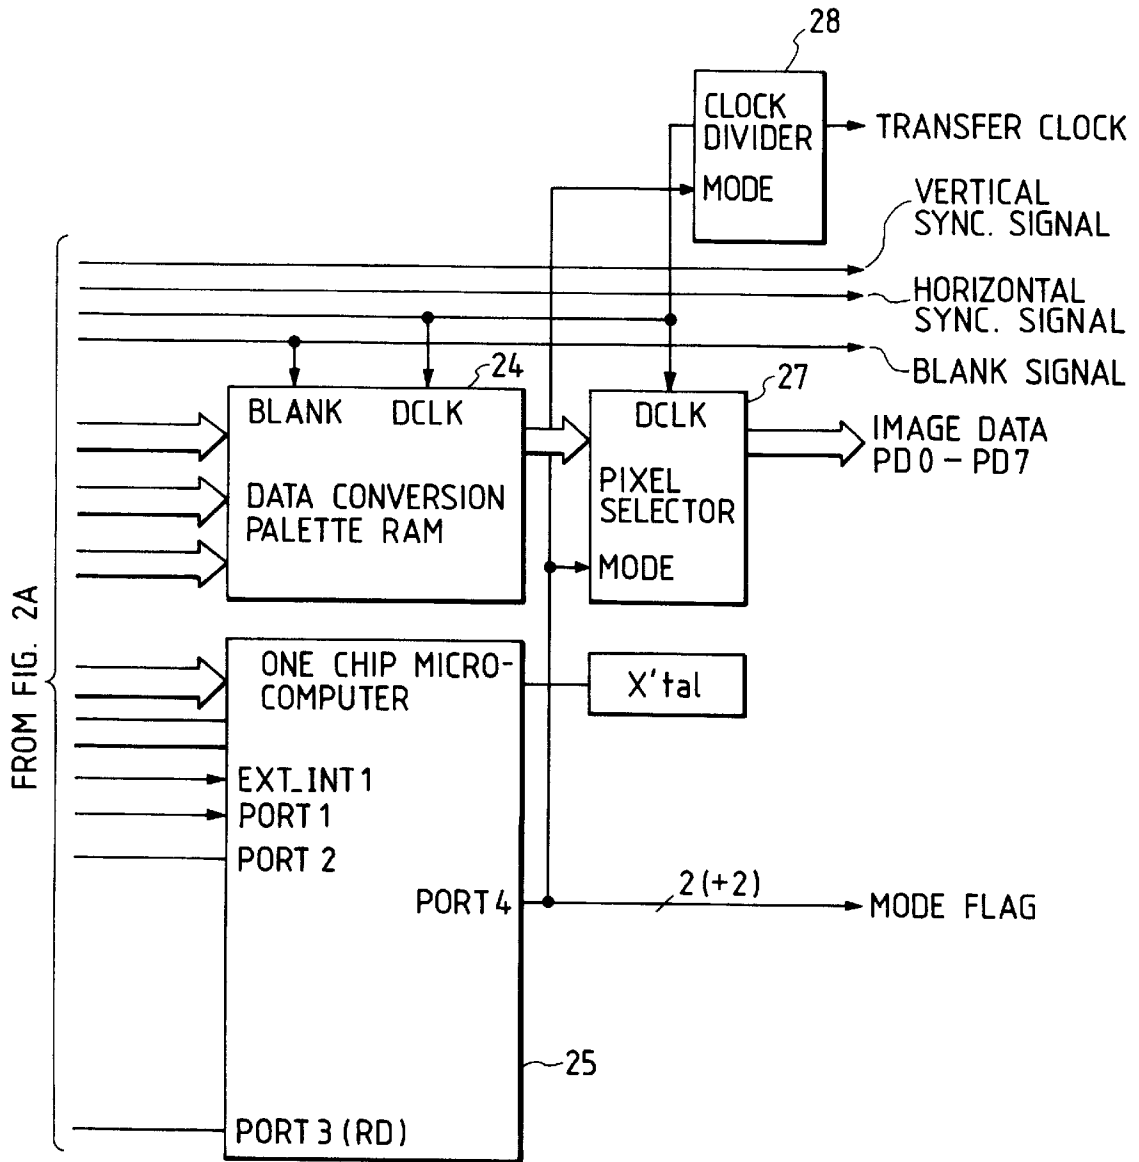 28
CLOCK
DIVIDER
MODE
TRANSFER CLOCK
VERTICAL
SYNC. SIGNAL
HORIZONTAL
SYNC. SIGNAL
BLANK SIGNAL
24
BLANK DCLK
DATA CONVERSION
PALETTE RAM
27
DCLK
PIXEL
SELECTOR
MODE
IMAGE DATA
PD0-PD7
FROM FIG. 2A
ONE CHIP MICRO-
COMPUTER
X'tal
EXT_INT1
PORT 1
PORT 2
PORT 4
2(+2)
MODE FLAG
25
PORT 3 (RD)